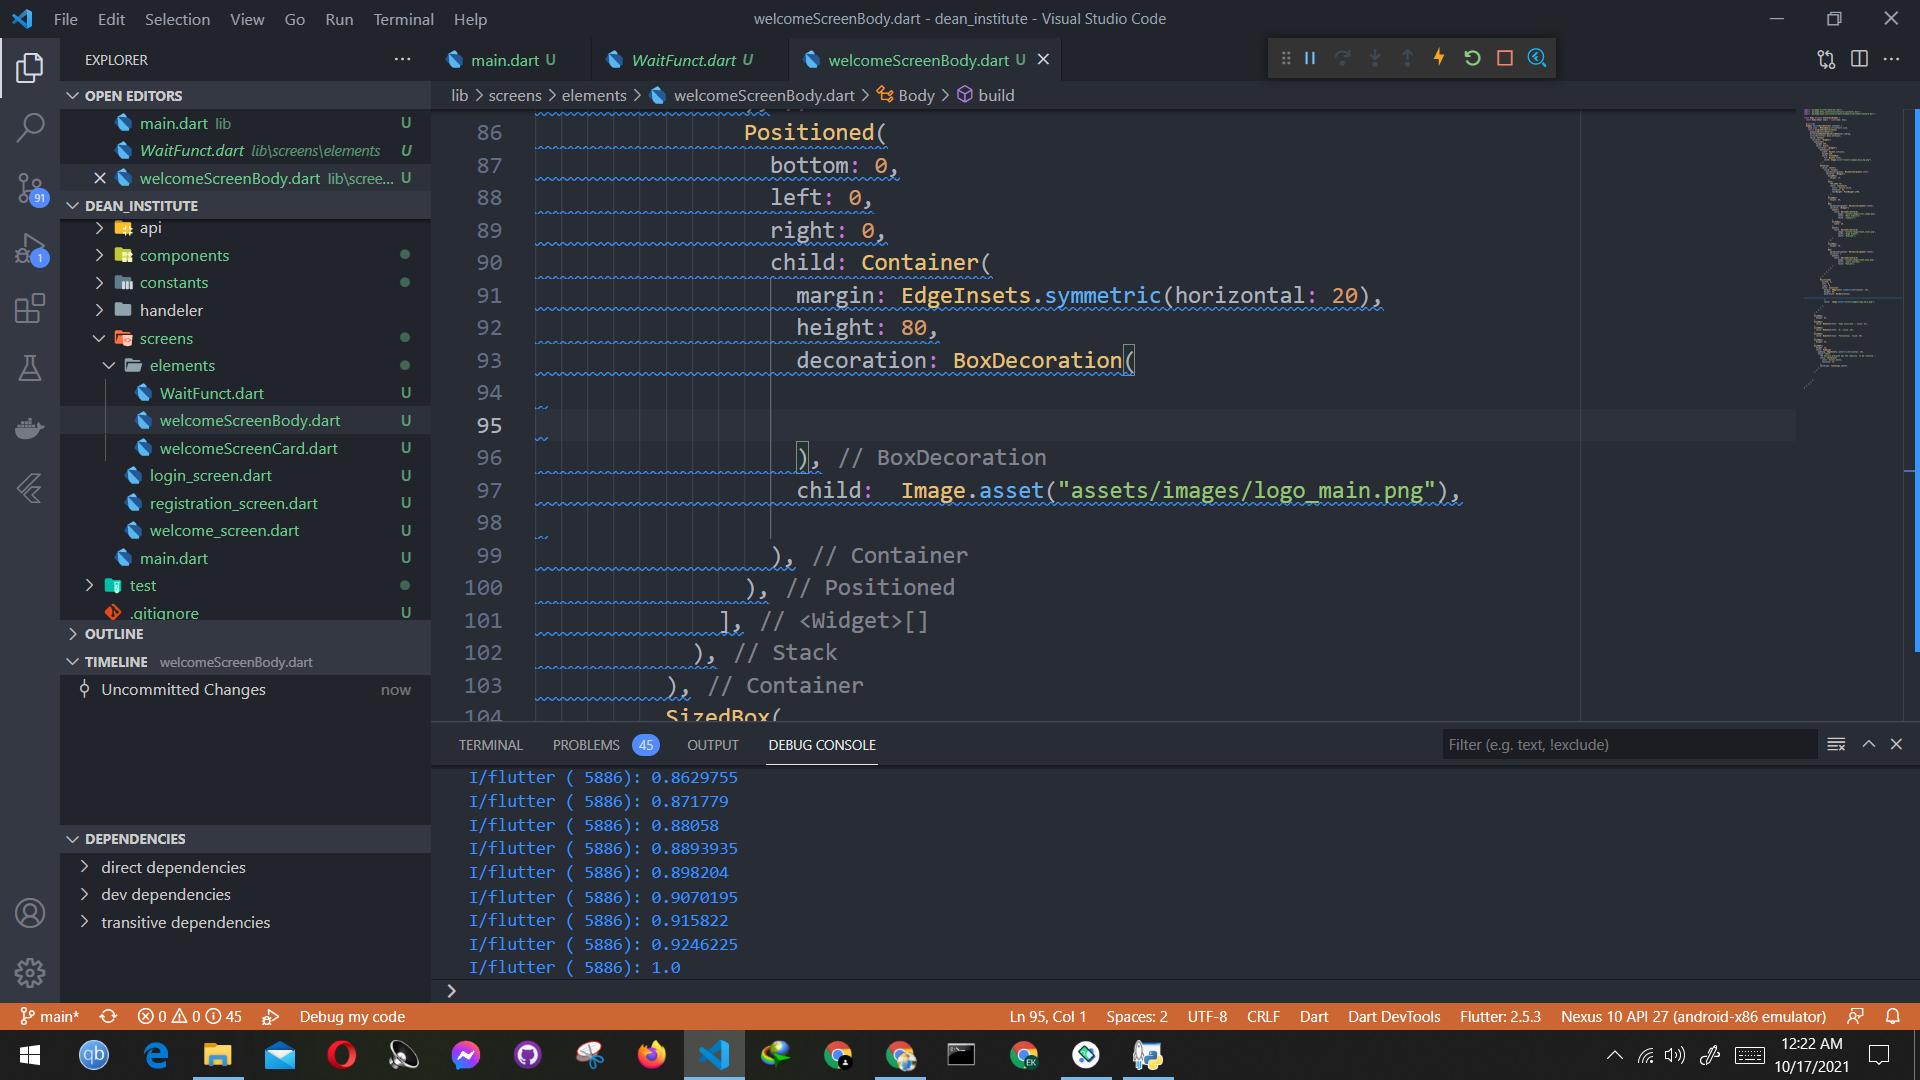 File Edit Selection View Go Run Terminal Help
welcomeScreenBody.dart - dean_institute - Visual Studio Code
EXPLORER
main.dart U
WaitFunct.dart U
welcomeScreenBody.dart U
OPEN EDITORS
main.dart lib U
WaitFunct.dart lib\screens\elements U
welcomeScreenBody.dart lib\scree... U
DEAN_INSTITUTE
api
components
constants
handeler
screens
elements
WaitFunct.dart U
welcomeScreenBody.dart U
welcomeScreenCard.dart U
login_screen.dart U
registration_screen.dart U
welcome_screen.dart U
main.dart U
test
.gitignore U
OUTLINE
TIMELINE welcomeScreenBody.dart
Uncommitted Changes now
DEPENDENCIES
direct dependencies
dev dependencies
transitive dependencies
91
1
lib > screens > elements > welcomeScreenBody.dart > Body > build
86 Positioned(
87 bottom: 0,
88 left: 0,
89 right: 0,
90 child: Container(
91 margin: EdgeInsets.symmetric(horizontal: 20),
92 height: 80,
93 decoration: BoxDecoration(
94
95
96 ), // BoxDecoration
97 child:  Image.asset("assets/images/logo_main.png"),
98
99 ), // Container
100 ), // Positioned
101 ], // <Widget>[]
102 ), // Stack
103 ), // Container
104 SizedBox(
TERMINAL PROBLEMS 45 OUTPUT DEBUG CONSOLE
Filter (e.g. text, !exclude)
I/flutter ( 5886): 0.8629755
I/flutter ( 5886): 0.871779
I/flutter ( 5886): 0.88058
I/flutter ( 5886): 0.8893935
I/flutter ( 5886): 0.898204
I/flutter ( 5886): 0.9070195
I/flutter ( 5886): 0.915822
I/flutter ( 5886): 0.9246225
I/flutter ( 5886): 1.0
>
main* 0 0 45 Debug my code
Ln 95, Col 1 Spaces: 2 UTF-8 CRLF Dart Dart DevTools Flutter: 2.5.3 Nexus 10 API 27 (android-x86 emulator)
qb
EK
12:22 AM
10/17/2021